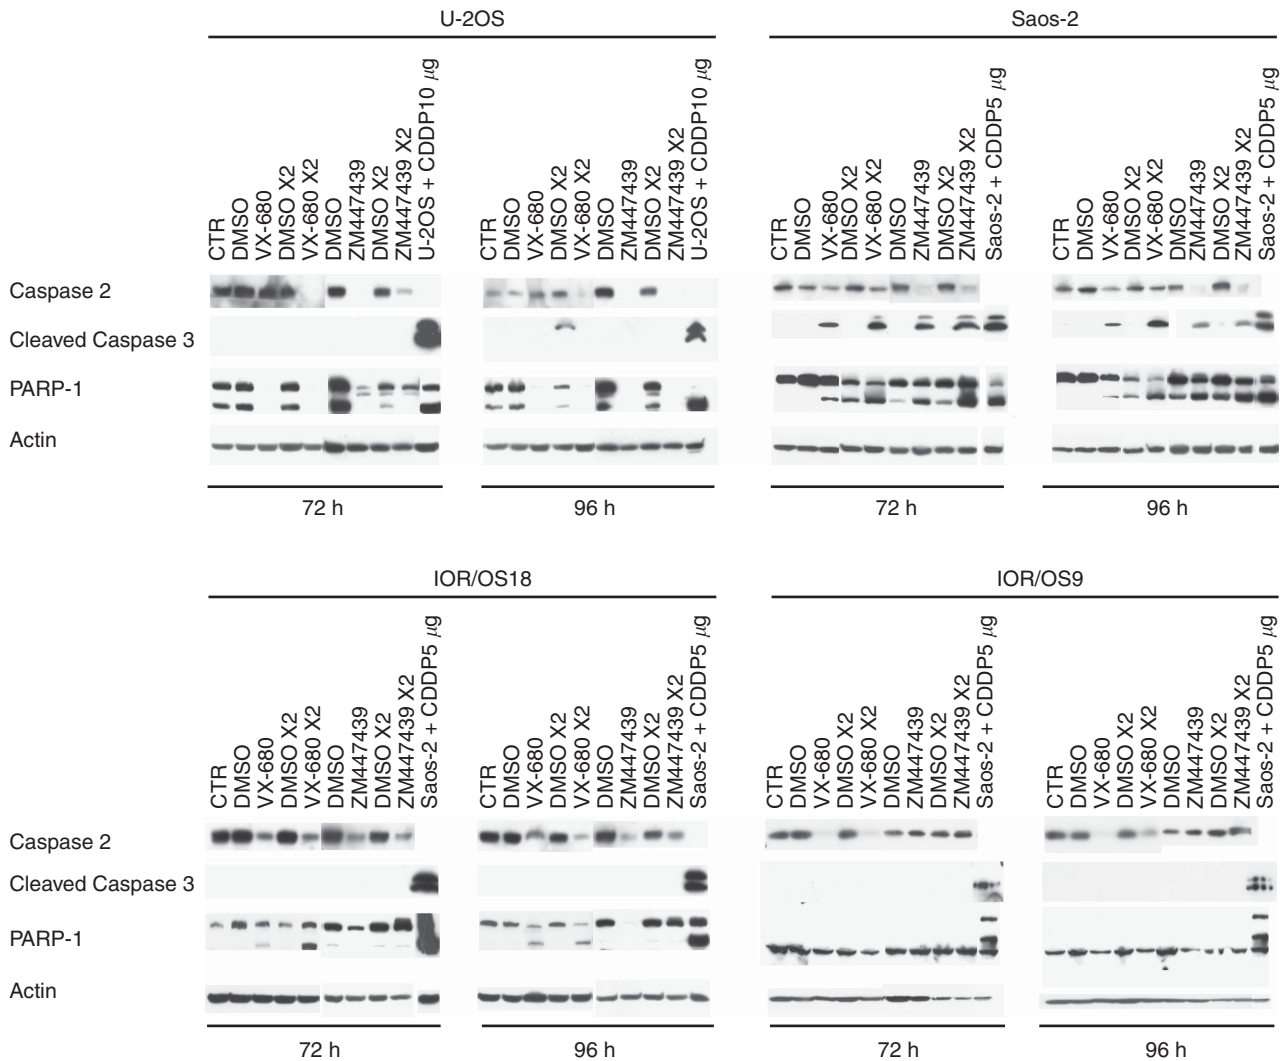 U-2OS
Saos-2
CTR
DMSO
VX-680
DMSO X2
VX-680 X2
DMSO
ZM447439
DMSO X2
ZM447439 X2
U-2OS + CDDP10 μg
CTR
DMSO
VX-680
DMSO X2
VX-680 X2
DMSO
ZM447439
DMSO X2
ZM447439 X2
U-2OS + CDDP10 μg
CTR
DMSO
VX-680
DMSO X2
VX-680 X2
DMSO
ZM447439
DMSO X2
ZM447439 X2
Saos-2 + CDDP5 μg
CTR
DMSO
VX-680
DMSO X2
VX-680 X2
DMSO
ZM447439
DMSO X2
ZM447439 X2
Saos-2 + CDDP5 μg
Caspase 2
Cleaved Caspase 3
PARP-1
Actin
72 h
96 h
72 h
96 h
IOR/OS18
IOR/OS9
CTR
DMSO
VX-680
DMSO X2
VX-680 X2
DMSO
ZM447439
DMSO X2
ZM447439 X2
Saos-2 + CDDP5 μg
CTR
DMSO
VX-680
DMSO X2
VX-680 X2
DMSO
ZM447439
DMSO X2
ZM447439 X2
Saos-2 + CDDP5 μg
CTR
DMSO
VX-680
DMSO X2
VX-680 X2
DMSO
ZM447439
DMSO X2
ZM447439 X2
Saos-2 + CDDP5 μg
CTR
DMSO
VX-680
DMSO X2
VX-680 X2
DMSO
ZM447439
DMSO X2
ZM447439 X2
Saos-2 + CDDP5 μg
Caspase 2
Cleaved Caspase 3
PARP-1
Actin
72 h
96 h
72 h
96 h